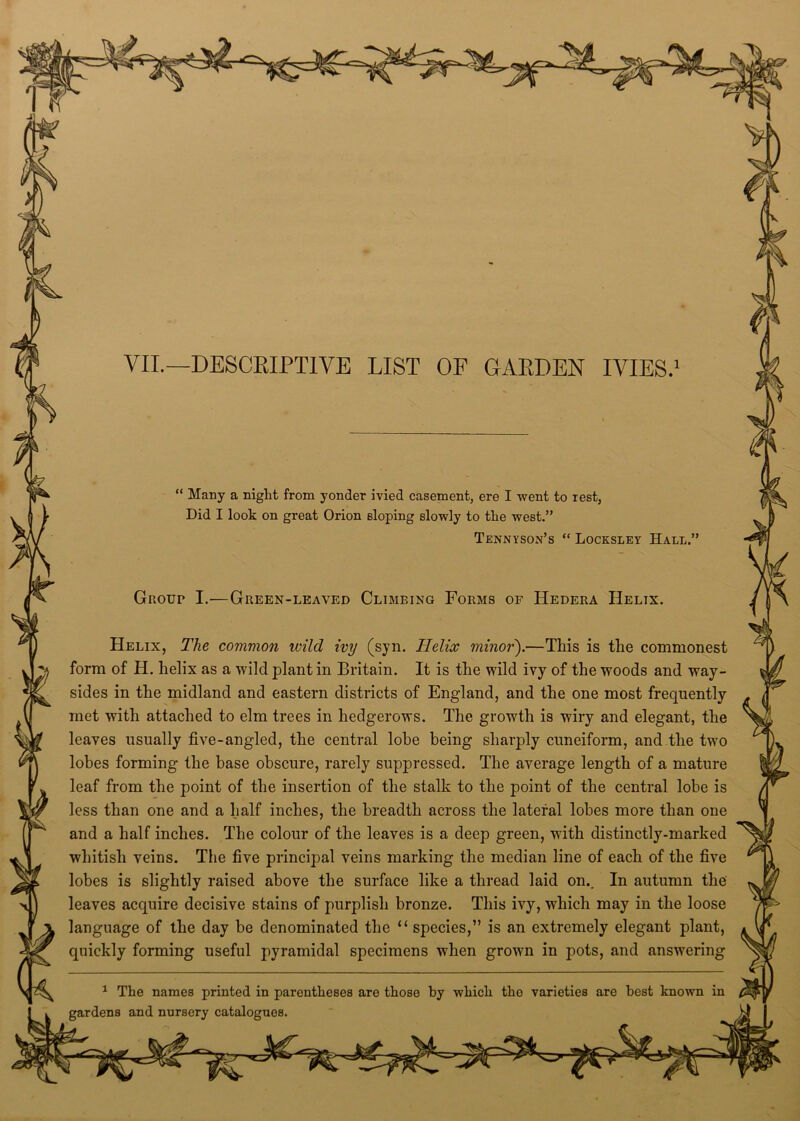 VII.—DESCRIPTIVE LIST OF GARDEN IVIES.¹
“ Many a night from yonder ivied casement, ere I went to rest,
Did I look on great Orion sloping slowly to the west.”
Tennyson’s “ Locksley Hall.”
Group I.—Green-leaved Climbing Forms of Hedera Helix.
Helix, The common wild ivy (syn. Helix minor).—This is the commonest
form of H. helix as a wild plant in Britain. It is the wild ivy of the woods and way-
sides in the midland and eastern districts of England, and the one most frequently
met with attached to elm trees in hedgerows. The growth is wiry and elegant, the
leaves usually five-angled, the central lobe being sharply cuneiform, and the two
lobes forming the base obscure, rarely suppressed. The average length of a mature
leaf from the point of the insertion of the stalk to the point of the central lobe is
less than one and a half inches, the breadth across the lateral lobes more than one
and a half inches. The colour of the leaves is a deep green, with distinctly-marked
whitish veins. The five principal veins marking the median line of each of the five
lobes is slightly raised above the surface like a thread laid on. In autumn the
leaves acquire decisive stains of purplish bronze. This ivy, which may in the loose
language of the day be denominated the “ species,” is an extremely elegant plant,
quickly forming useful pyramidal specimens when grown in pots, and answering
¹ The names printed in parentheses are those by which the varieties are best known in
gardens and nursery catalogues.